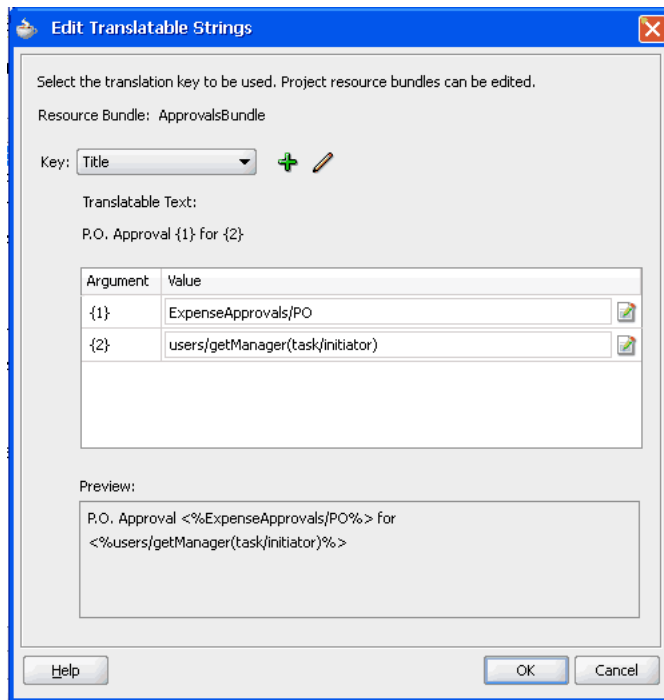 Edit Translatable Strings
Select the translation key to be used. Project resource bundles can be edited.
Resource Bundle: ApprovalsBundle
Key: Title
Translatable Text:
P.O. Approval {1} for {2}
Argument Value
{1} ExpenseApprovals/PO
{2} users/getManager(task/initiator)
Preview:
P.O. Approval <%ExpenseApprovals/PO%> for
<%users/getManager(task/initiator)%>
Help OK Cancel